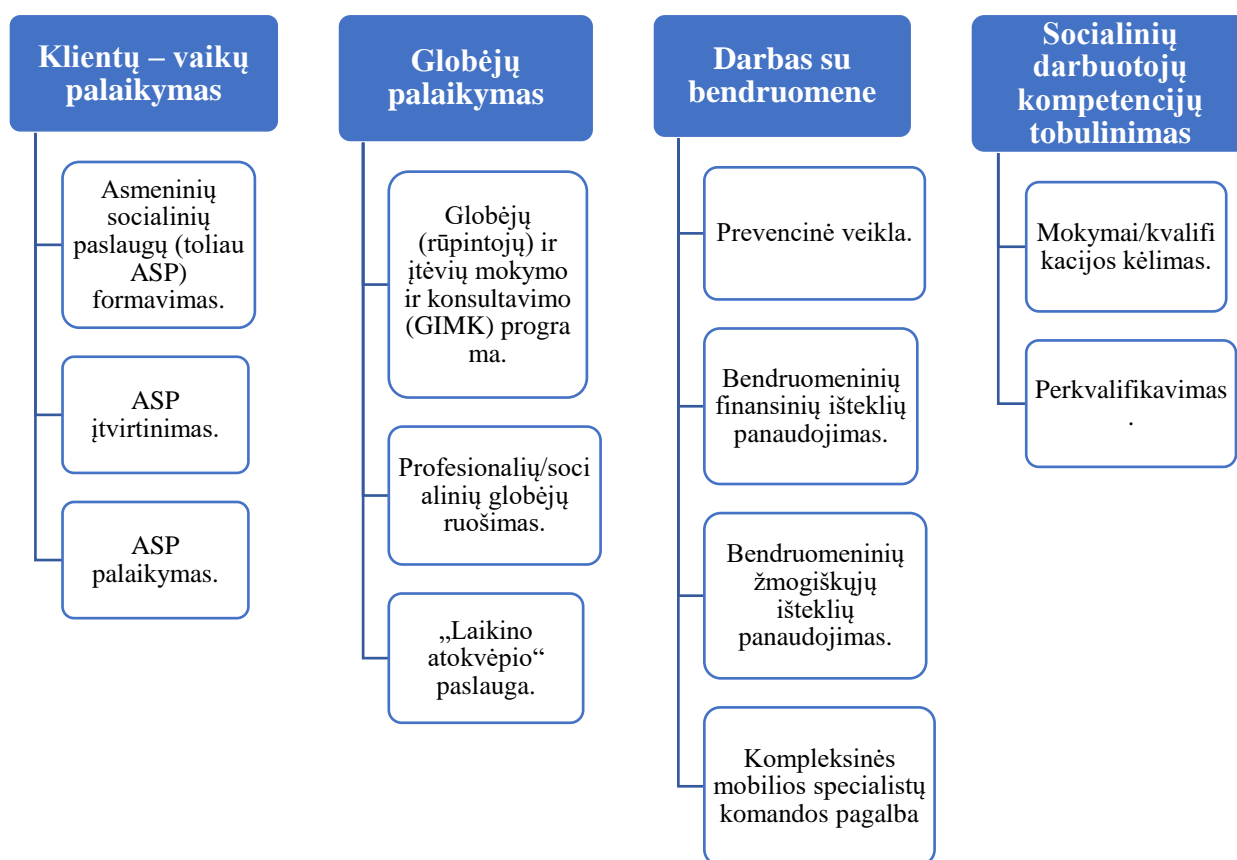 Klientų – vaikų
palaikymas
Asmeninių
socialinių
paslaugų (toliau
ASP)
formavimas.
ASP
įtvirtinimas.
ASP
palaikymas.
Globėjų
palaikymas
Globėjų
(rūpintojų) ir
įtėvių mokymo
ir konsultavimo
(GIMK) progra
ma.
Profesionalių/soci
alinių globėjų
ruošimas.
„Laikino
atokvėpio“
paslauga.
Darbas su
bendruomene
Prevencinė veikla.
Bendruomeninių
finansinių išteklių
panaudojimas.
Bendruomeninių
žmogiškųjų
išteklių
panaudojimas.
Kompleksinės
mobilios specialistų
komandos pagalba
Socialinių
darbuotojų
kompetencijų
tobulinimas
Mokymai/kvalifi
kacijos kėlimas.
Perkvalifikavimas
.